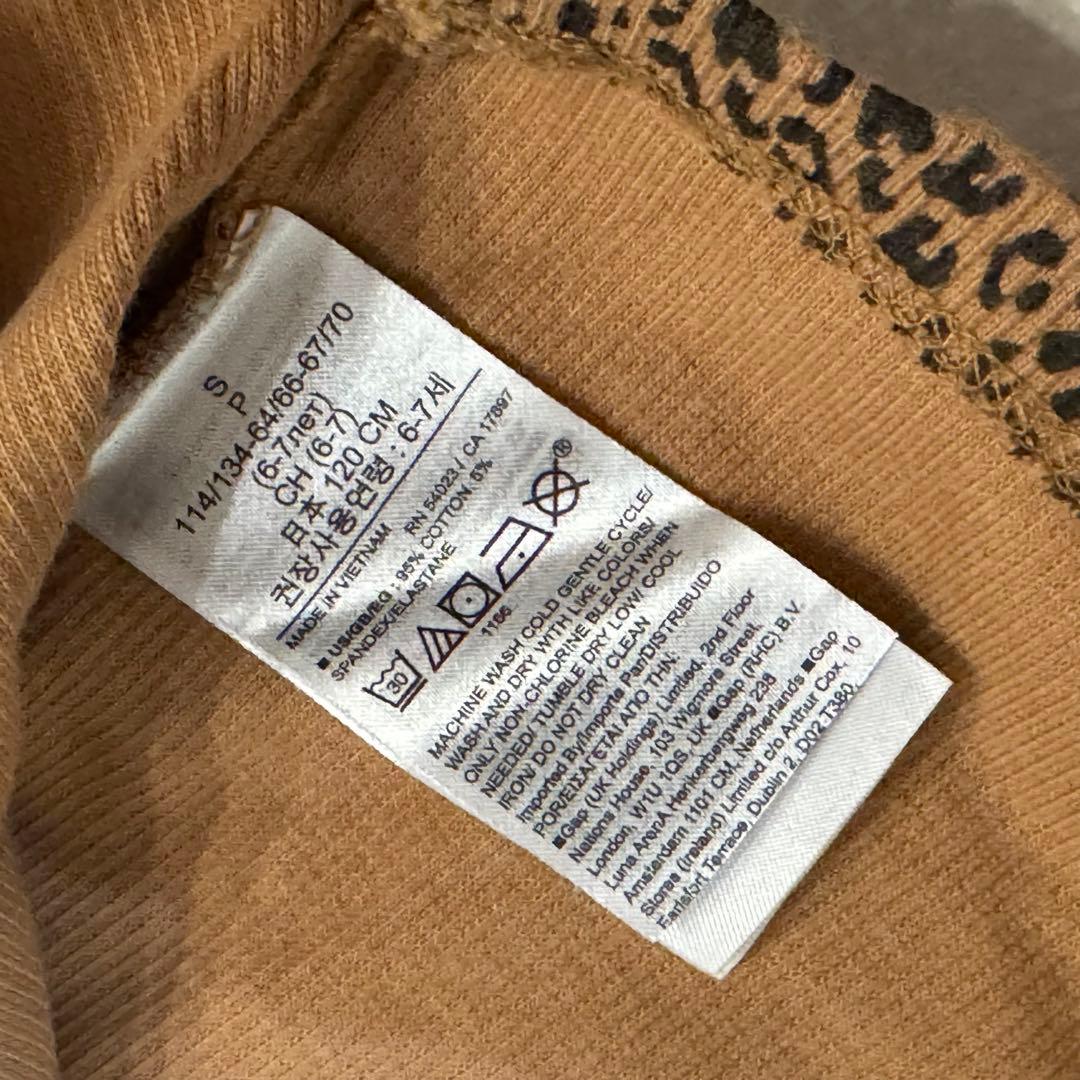 S
P
114/134-64/66-67/70
(6-7лет)
CH (6-7)
日本 120 CM
권장사용연령 : 6-7세
MADE IN VIETNAM RN 54023 / CA 17897
■US/GB/EG : 95% COTTON 5%
SPANDEX/ELASTANE
30
®
1166
MACHINE WASH COLD GENTLE CYCLE/
WASH AND DRY WITH LIKE COLORS/
ONLY NON-CHLORINE BLEACH WHEN
NEEDED/ TUMBLE DRY LOW/ COOL
IRON/ DO NOT DRY CLEAN
Imported By/Importe Par/DISTRIBUIDO
POR/EIXAΓETAI AΠO THN:
■Gap (UK Holdings) Limited, 2nd Floor
Nations House, 103 Wigmore Street,
London, W1U 1QS, UK ■Gap (RHC) B.V.
Luna ArenA Herikerbergweg 238
Amsterdam 1101 CM, Netherlands ■Gap
Stores (Ireland) Limited c/o Arthur Cox, 10
Earlsfort Terrace, Dublin 2, D02 T380,